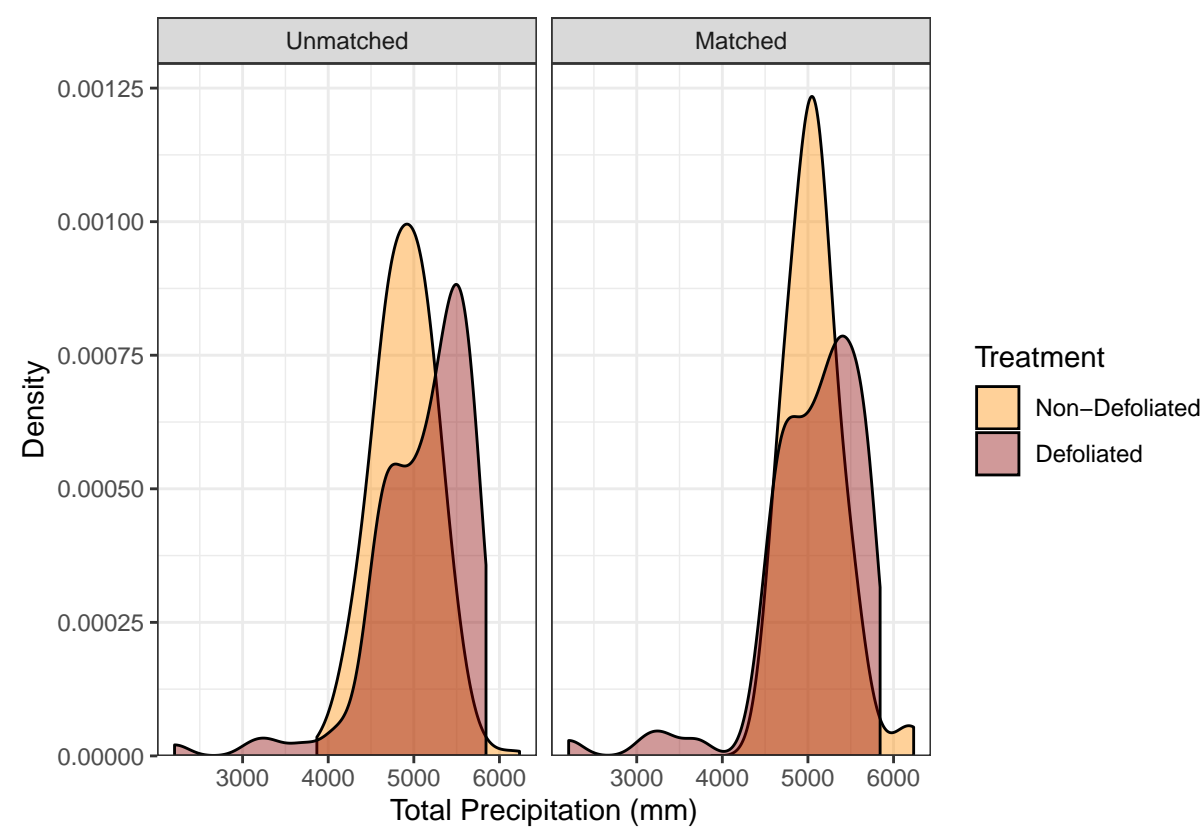 Unmatched
Matched
0.00125
0.00100
0.00075
0.00050
0.00025
0.00000
Density
3000 4000 5000 6000
3000 4000 5000 6000
Total Precipitation (mm)
Treatment
Non−Defoliated
Defoliated